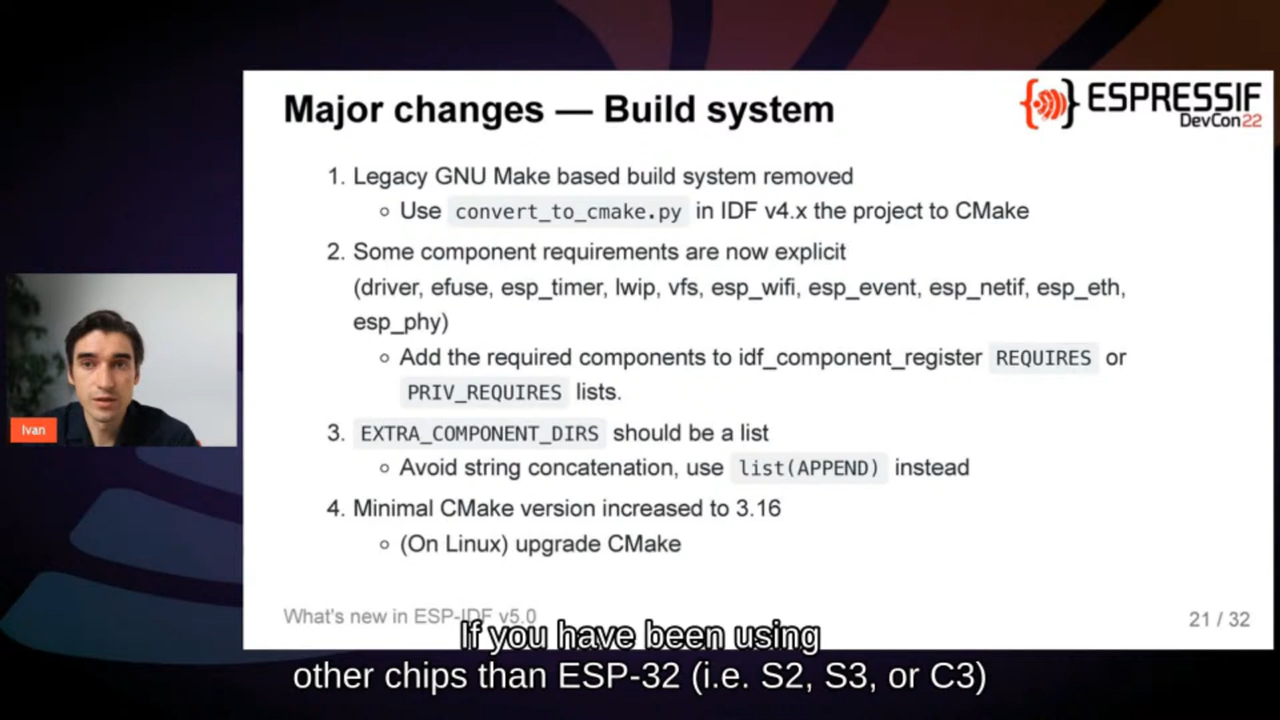 Major changes — Build system
{ } ESPRESSIF
DevCon22
1. Legacy GNU Make based build system removed
Use convert_to_cmake.py in IDF v4.x the project to CMake
2. Some component requirements are now explicit
(driver, efuse, esp_timer, lwip, vfs, esp_wifi, esp_event, esp_netif, esp_eth,
esp_phy)
Add the required components to idf_component_register REQUIRES or
PRIV_REQUIRES lists.
3. EXTRA_COMPONENT_DIRS should be a list
Avoid string concatenation, use list(APPEND) instead
4. Minimal CMake version increased to 3.16
(On Linux) upgrade CMake
Ivan
What's new in ESP-IDF v5.0
21 / 32
If you have been using
other chips than ESP-32 (i.e. S2, S3, or C3)